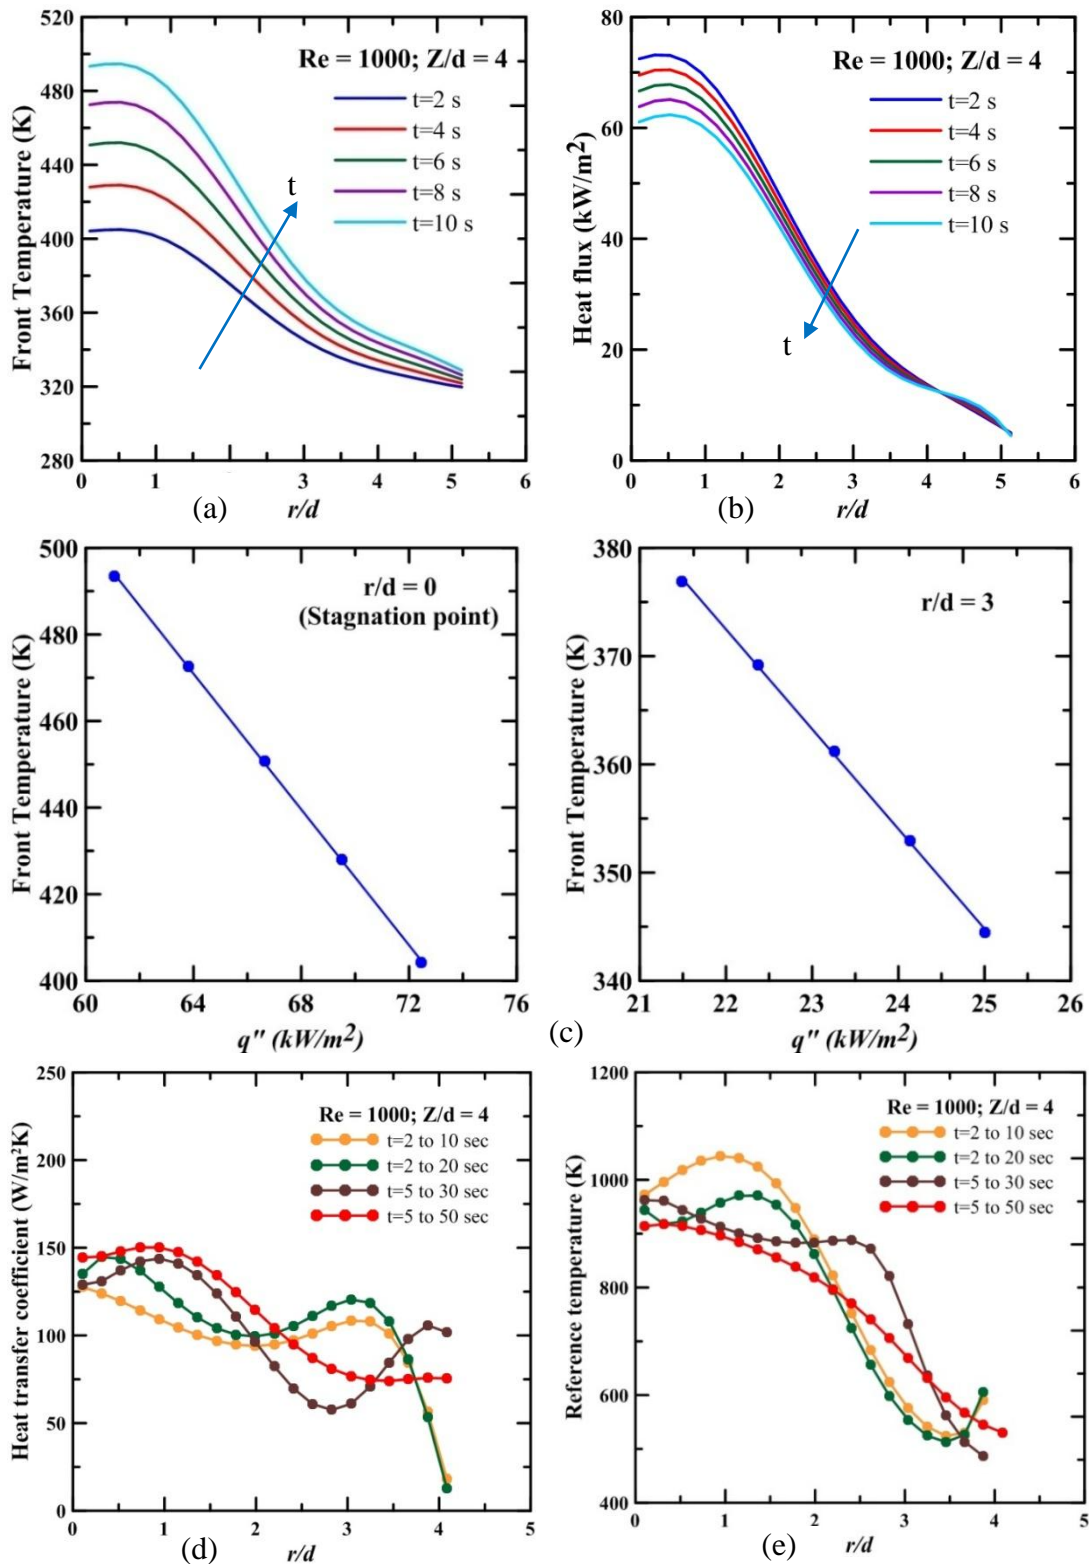 Front Temperature (K)
520
480
440
400
360
320
280
Re = 1000; Z/d = 4
t=2 s
t=4 s
t=6 s
t=8 s
t=10 s
t
0 1 2 3 4 5 6
r/d
(a)
Heat flux (kW/m²)
80
60
40
20
0
Re = 1000; Z/d = 4
t=2 s
t=4 s
t=6 s
t=8 s
t=10 s
t
0 1 2 3 4 5 6
r/d
(b)
Front Temperature (K)
500
480
460
440
420
400
r/d = 0
(Stagnation point)
60 64 68 72 76
q" (kW/m²)
Front Temperature (K)
380
370
360
350
340
r/d = 3
21 22 23 24 25 26
q" (kW/m²)
(c)
Heat transfer coefficient (W/m²K)
250
200
150
100
50
0
Re = 1000; Z/d = 4
t=2 to 10 sec
t=2 to 20 sec
t=5 to 30 sec
t=5 to 50 sec
0 1 2 3 4 5
r/d
(d)
Reference temperature (K)
1200
1000
800
600
400
Re = 1000; Z/d = 4
t=2 to 10 sec
t=2 to 20 sec
t=5 to 30 sec
t=5 to 50 sec
0 1 2 3 4 5
r/d
(e)